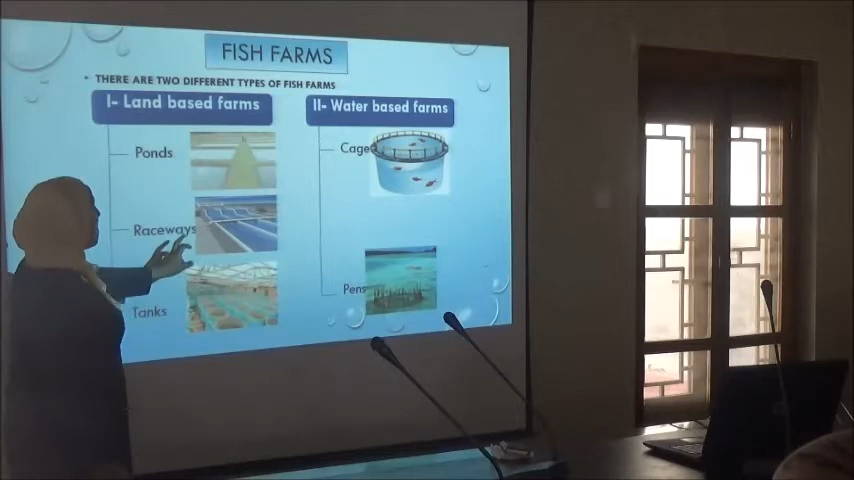 FISH FARMS
• THERE ARE TWO DIFFERENT TYPES OF FISH FARMS
I- Land based farms
Ponds
Raceways
Tanks
II- Water based farms
Cage
Pens